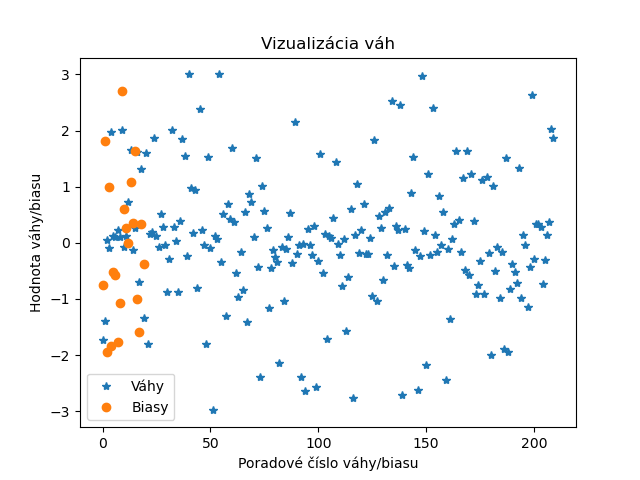 Vizualizácia váh
Hodnota váhy/biasu
3
2
1
0
−1
−2
−3
Váhy
Biasy
0 50 100 150 200
Poradové číslo váhy/biasu